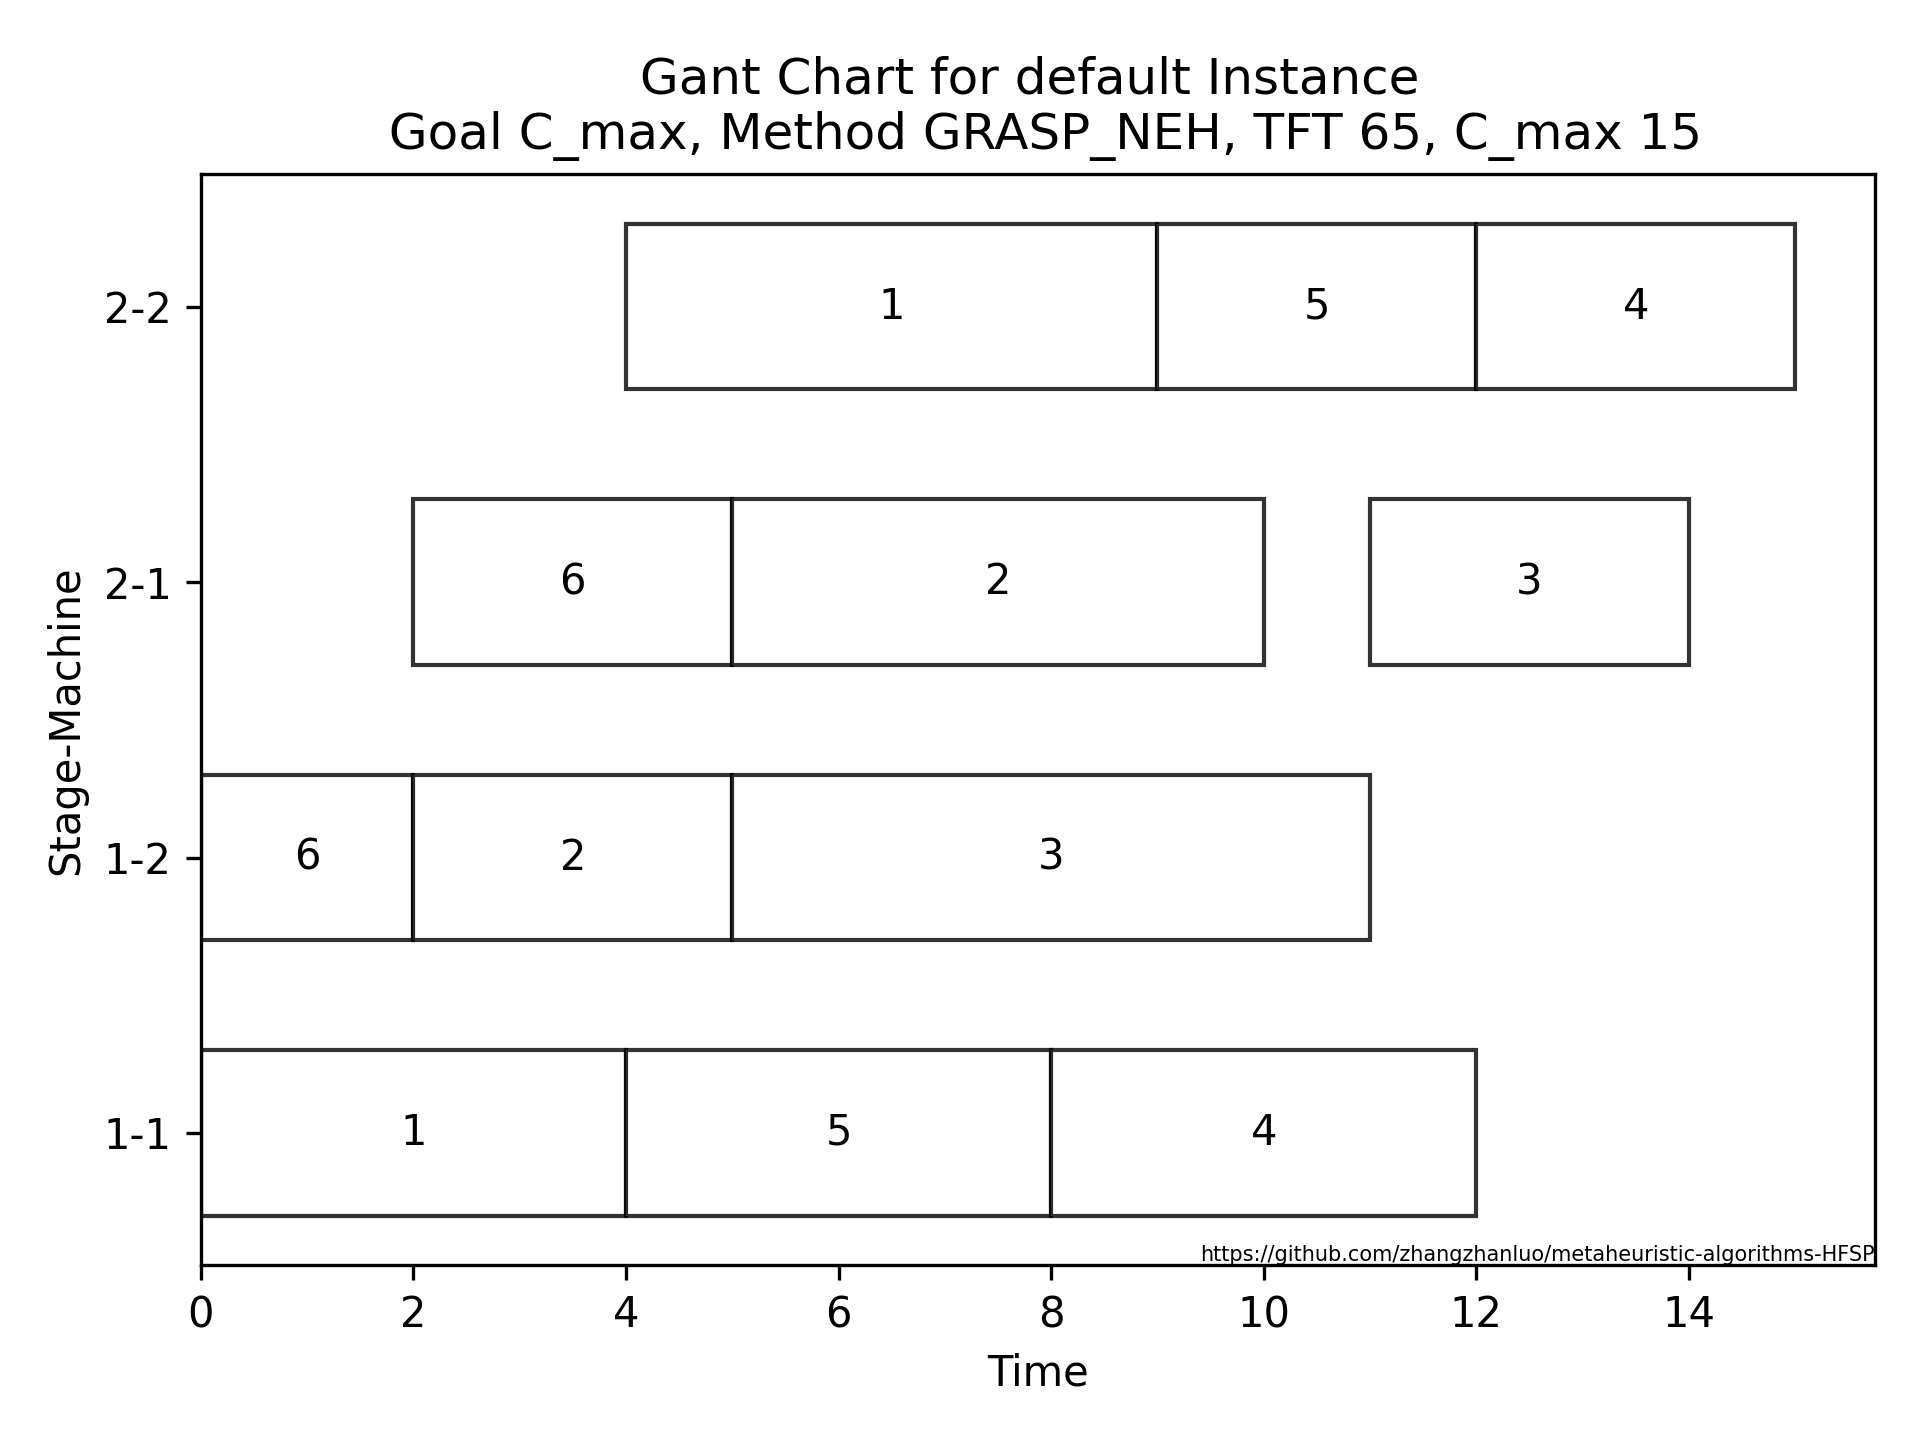 Gant Chart for default Instance
Goal C_max, Method GRASP_NEH, TFT 65, C_max 15
Stage-Machine
2-2
1
5
4
2-1
6
2
3
1-2
6
2
3
1-1
1
5
4
https://github.com/zhangzhanluo/metaheuristic-algorithms-HFSP
0 2 4 6 8 10 12 14
Time